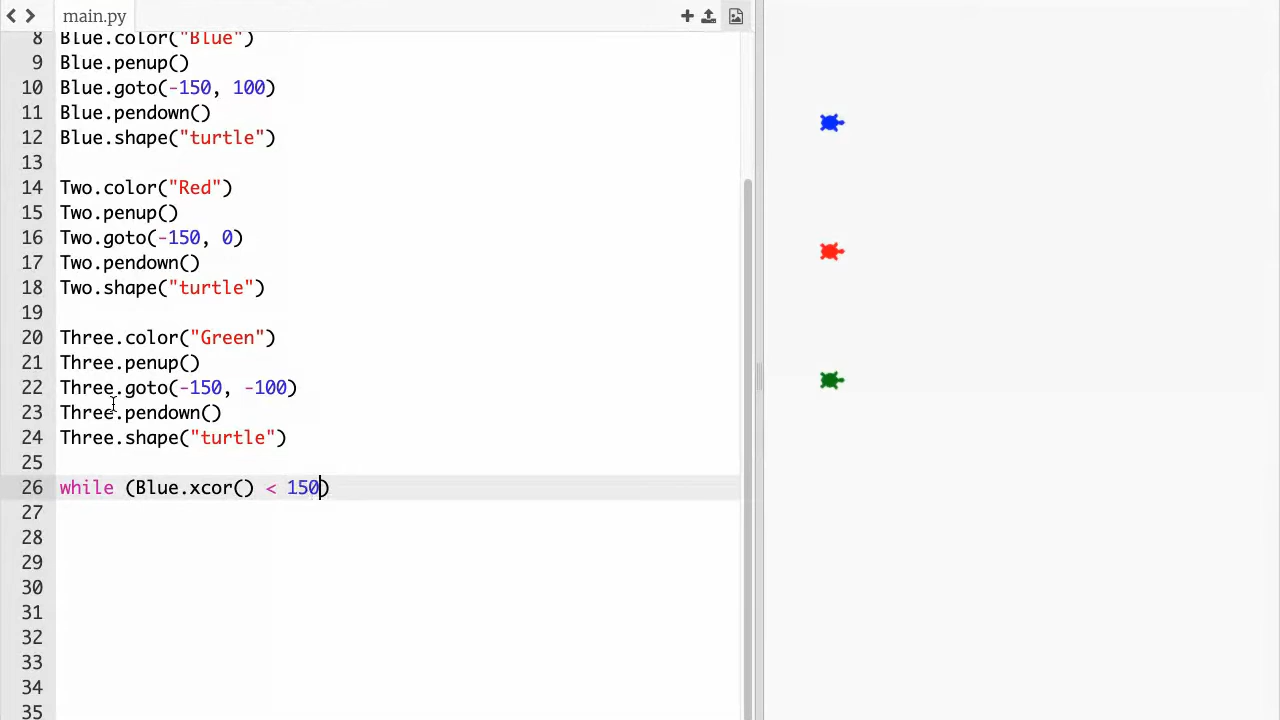 main.py
8 Blue.color("Blue")
9 Blue.penup()
10 Blue.goto(-150, 100)
11 Blue.pendown()
12 Blue.shape("turtle")
13
14 Two.color("Red")
15 Two.penup()
16 Two.goto(-150, 0)
17 Two.pendown()
18 Two.shape("turtle")
19
20 Three.color("Green")
21 Three.penup()
22 Three.goto(-150, -100)
23 Three.pendown()
24 Three.shape("turtle")
25
26 while (Blue.xcor() < 150)
27
28
29
30
31
32
33
34
35